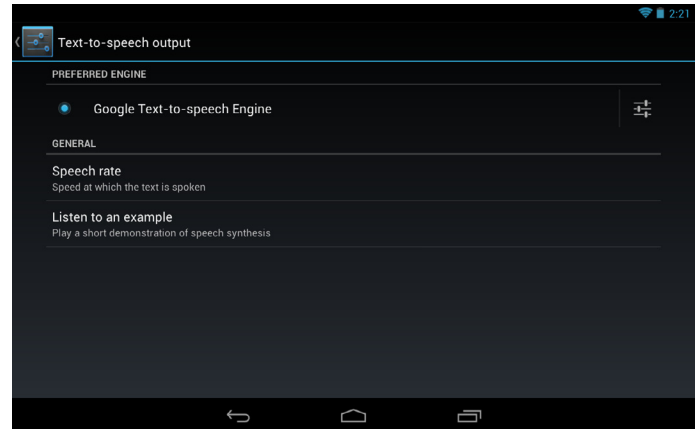 2:21
Text-to-speech output
PREFERRED ENGINE
Google Text-to-speech Engine
GENERAL
Speech rate
Speed at which the text is spoken
Listen to an example
Play a short demonstration of speech synthesis